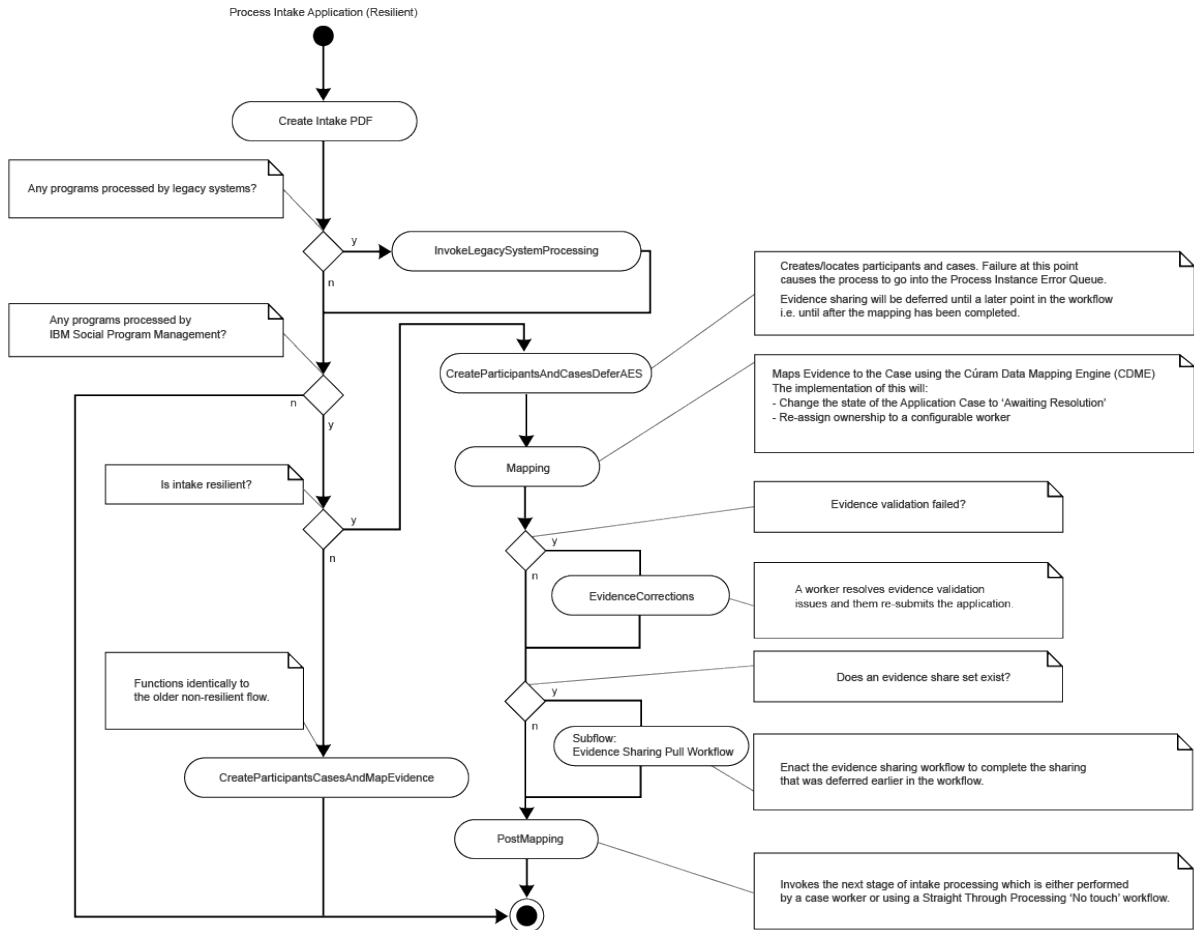 Process Intake Application (Resilient)
Create Intake PDF
Any programs processed by legacy systems?
y
InvokeLegacySystemProcessing
n
Creates/locates participants and cases. Failure at this point
causes the process to go into the Process Instance Error Queue.
Evidence sharing will be deferred until a later point in the workflow
i.e. until after the mapping has been completed.
Any programs processed by
IBM Social Program Management?
CreateParticipantsAndCasesDeferAES
Maps Evidence to the Case using the Cúram Data Mapping Engine (CDME)
The implementation of this will:
- Change the state of the Application Case to ‘Awaiting Resolution’
- Re-assign ownership to a configurable worker
n
y
Mapping
Is intake resilient?
y
n
Evidence validation failed?
y
n
EvidenceCorrections
A worker resolves evidence validation
issues and them re-submits the application.
Functions identically to
the older non-resilient flow.
Does an evidence share set exist?
y
n
Subflow:
Evidence Sharing Pull Workflow
Enact the evidence sharing workflow to complete the sharing
that was deferred earlier in the workflow.
CreateParticipantsCasesAndMapEvidence
PostMapping
Invokes the next stage of intake processing which is either performed
by a case worker or using a Straight Through Processing ‘No touch’ workflow.